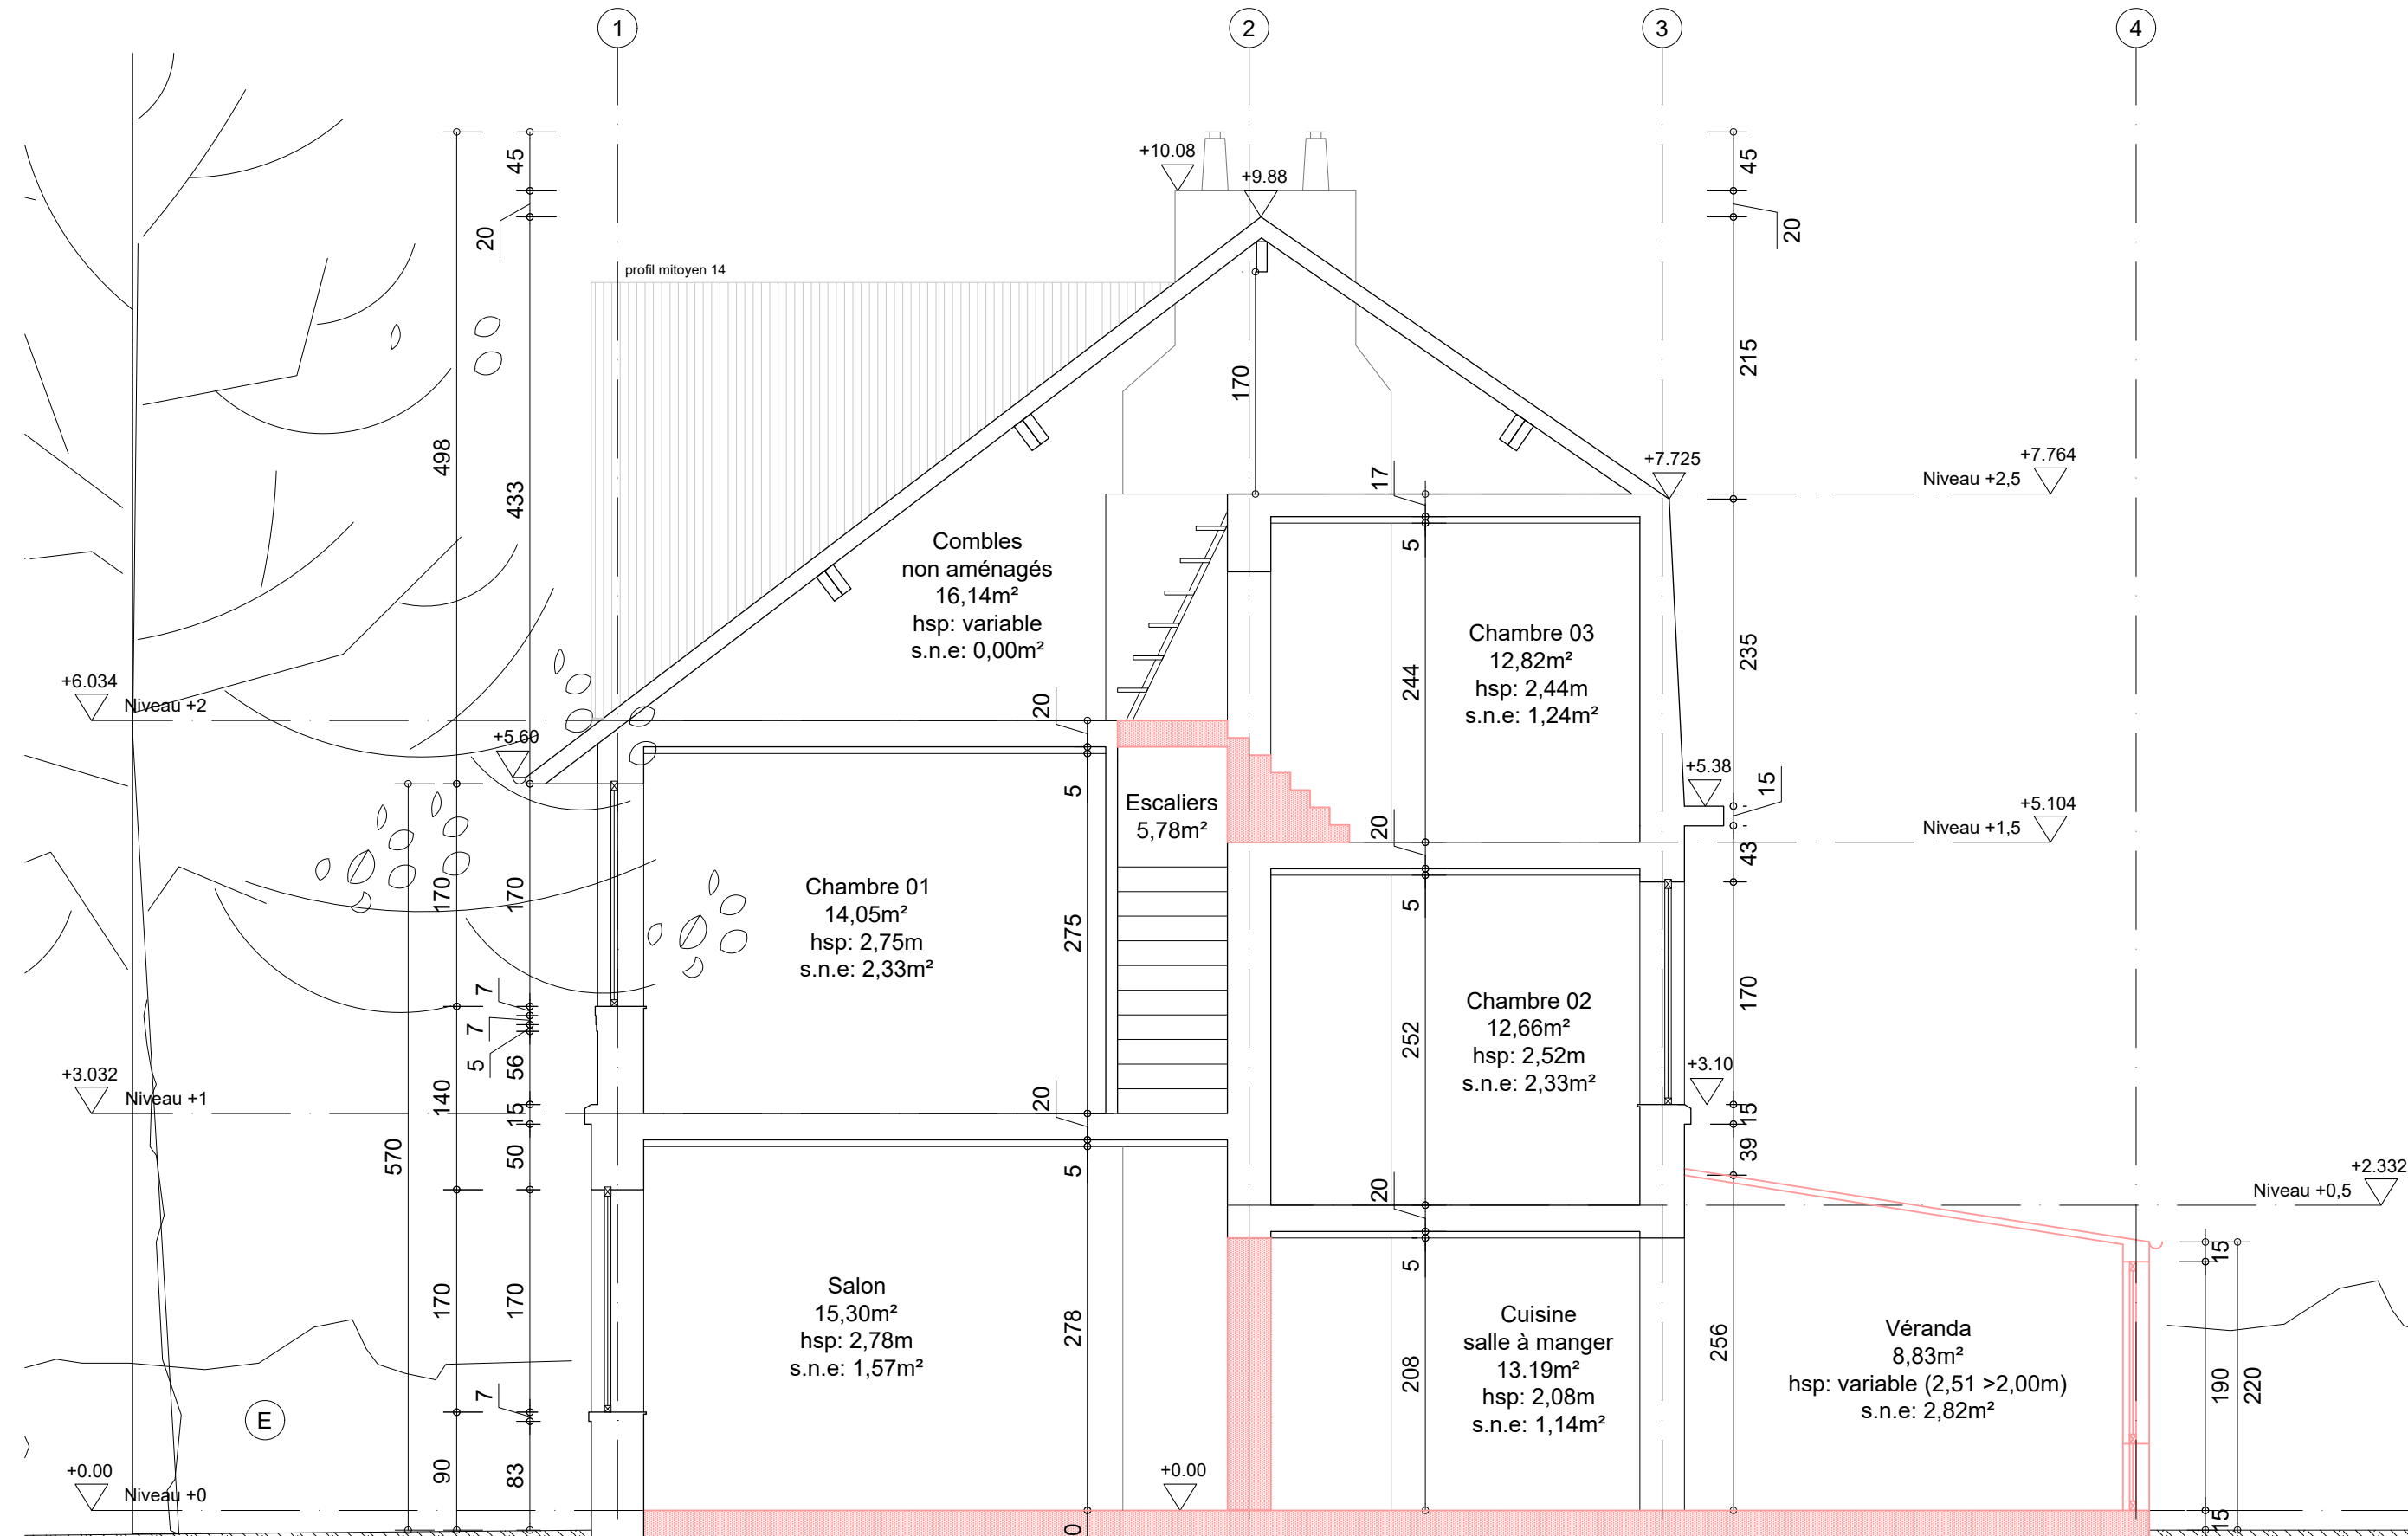 1
2
3
4
45
20
+10.08
+9.88
45
20
profil mitoyen 14
498
433
170
215
17
+7.725
Niveau +2,5
+7.764
5
Combles
non aménagés
16,14m²
hsp: variable
s.n.e: 0,00m²
Chambre 03
12,82m²
hsp: 2,44m
s.n.e: 1,24m²
244
235
+6.034
Niveau +2
20
+5.60
+5.38
15
Niveau +1,5
+5.104
5
Escaliers
5,78m²
20
43
170
170
Chambre 01
14,05m²
hsp: 2,75m
s.n.e: 2,33m²
275
5
7
7
5
56
Chambre 02
12,66m²
hsp: 2,52m
s.n.e: 2,33m²
252
170
+3.10
+3.032
Niveau +1
140
15
20
15
570
50
5
39
20
+2.332
Niveau +0,5
5
15
Salon
15,30m²
hsp: 2,78m
s.n.e: 1,57m²
170
170
278
Cuisine
salle à manger
13.19m²
hsp: 2,08m
s.n.e: 1,14m²
208
256
Véranda
8,83m²
hsp: variable (2,51 >2,00m)
s.n.e: 2,82m²
190
220
E
7
90
83
+0.00
Niveau +0
+0.00
15